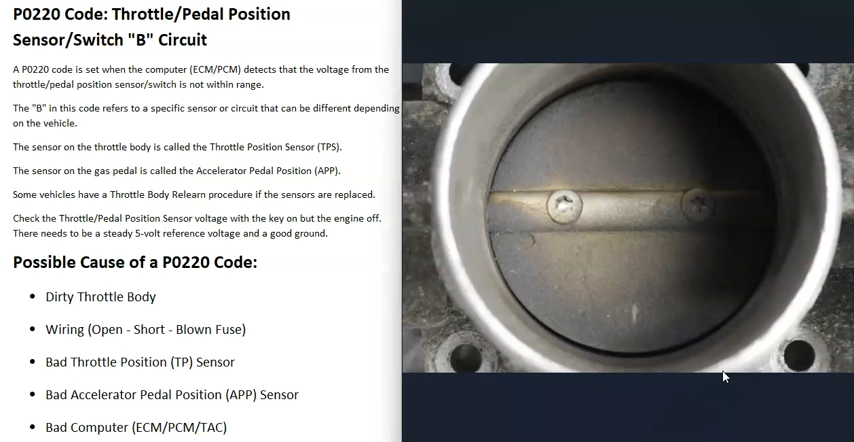 P0220 Code: Throttle/Pedal Position
Sensor/Switch "B" Circuit
A P0220 code is set when the computer (ECM/PCM) detects that the voltage from the
throttle/pedal position sensor/switch is not within range.
The "B" in this code refers to a specific sensor or circuit that can be different depending
on the vehicle.
The sensor on the throttle body is called the Throttle Position Sensor (TPS).
The sensor on the gas pedal is called the Accelerator Pedal Position (APP).
Some vehicles have a Throttle Body Relearn procedure if the sensors are replaced.
Check the Throttle/Pedal Position Sensor voltage with the key on but the engine off.
There needs to be a steady 5-volt reference voltage and a good ground.
Possible Cause of a P0220 Code:
• Dirty Throttle Body
• Wiring (Open - Short - Blown Fuse)
• Bad Throttle Position (TP) Sensor
• Bad Accelerator Pedal Position (APP) Sensor
• Bad Computer (ECM/PCM/TAC)